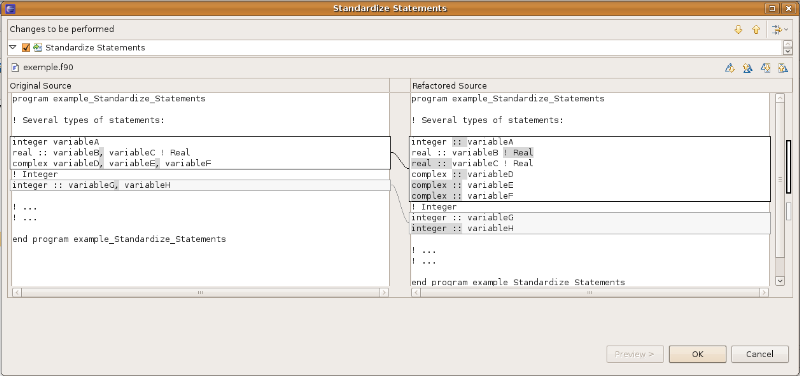 Standardize Statements
Changes to be performed
Standardize Statements
exemple.f90
Original Source
program example_Standardize_Statements
! Several types of statements:
integer variableA
real :: variableB, variableC ! Real
complex variableD, variableE, variableF
! Integer
integer :: variableG, variableH
! ...
! ...
end program example_Standardize_Statements
Refactored Source
program example_Standardize_Statements
! Several types of statements:
integer :: variableA
real :: variableB ! Real
real :: variableC ! Real
complex :: variableD
complex :: variableE
complex :: variableF
! Integer
integer :: variableG
integer :: variableH
! ...
! ...
end program example_Standardize_Statements
Preview >
OK
Cancel